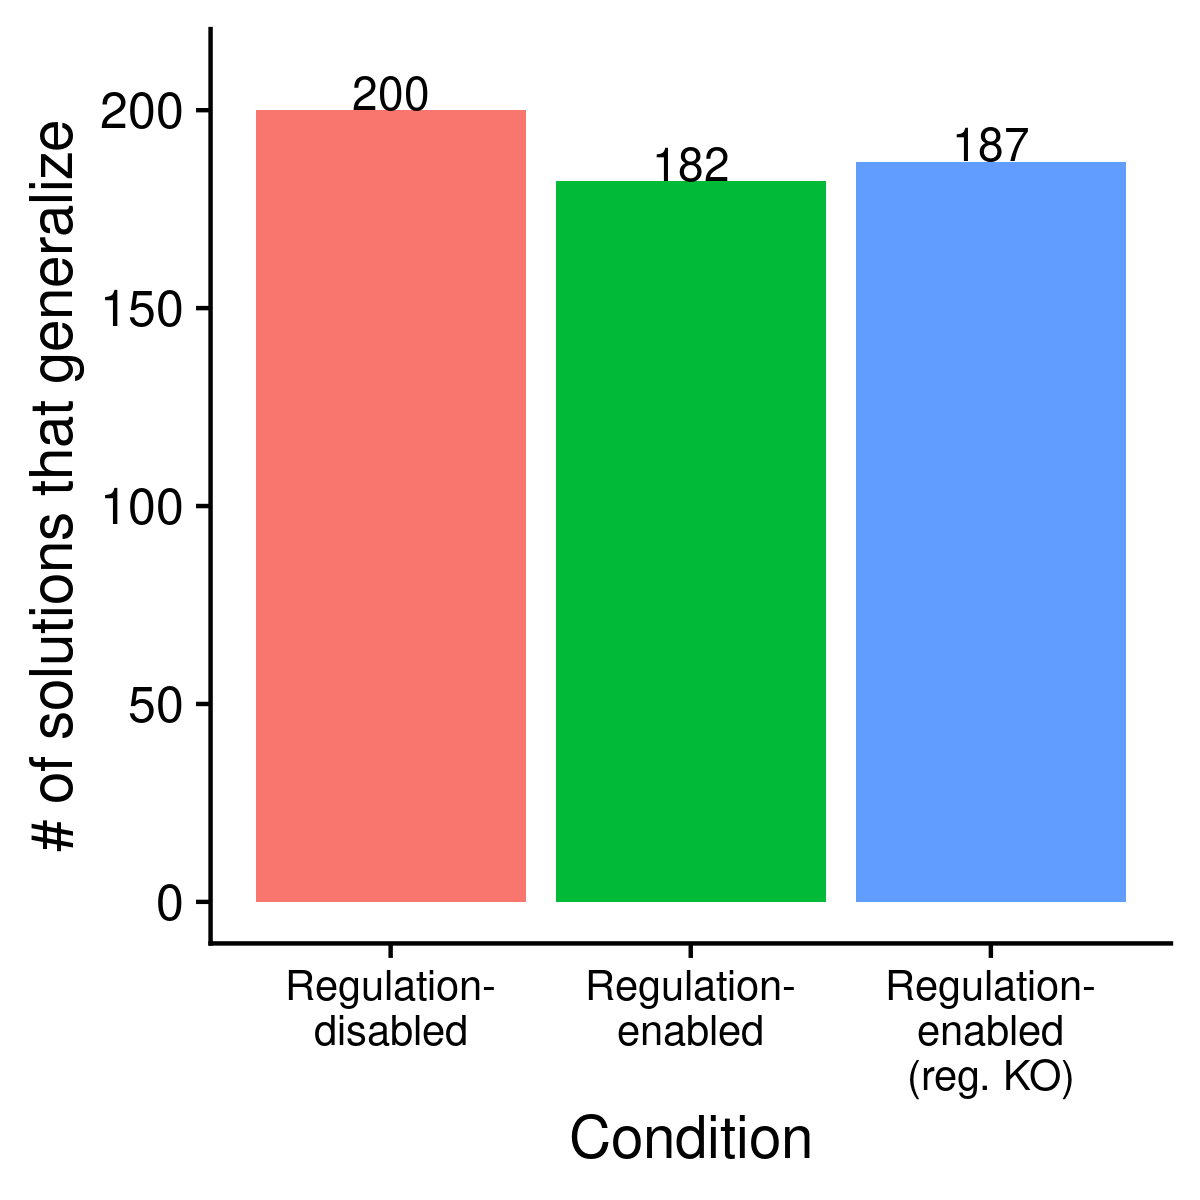 # of solutions that generalize
200
150
100
50
0
200
182
187
Regulation-
disabled
Regulation-
enabled
Regulation-
enabled
(reg. KO)
Condition